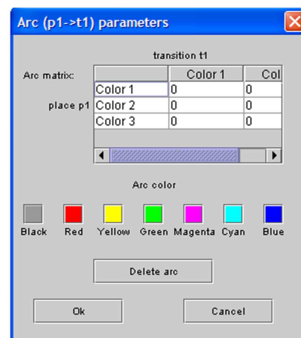 Arc (p1->t1) parameters
transition t1
Arc matrix:
Color 1 Col
Color 1 0 0
place p1 Color 2 0 0
Color 3 0 0
Arc color
Black Red Yellow Green Magenta Cyan Blue
Delete arc
Ok Cancel